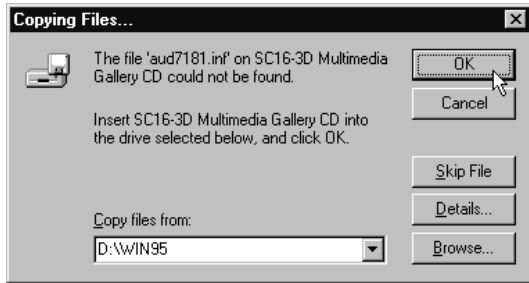 Copying Files...
The file 'aud7181.inf' on SC16-3D Multimedia
Gallery CD could not be found.
Insert SC16-3D Multimedia Gallery CD into
the drive selected below, and click OK.
Copy files from:
D:\WIN95
OK
Cancel
Skip File
Details...
Browse...